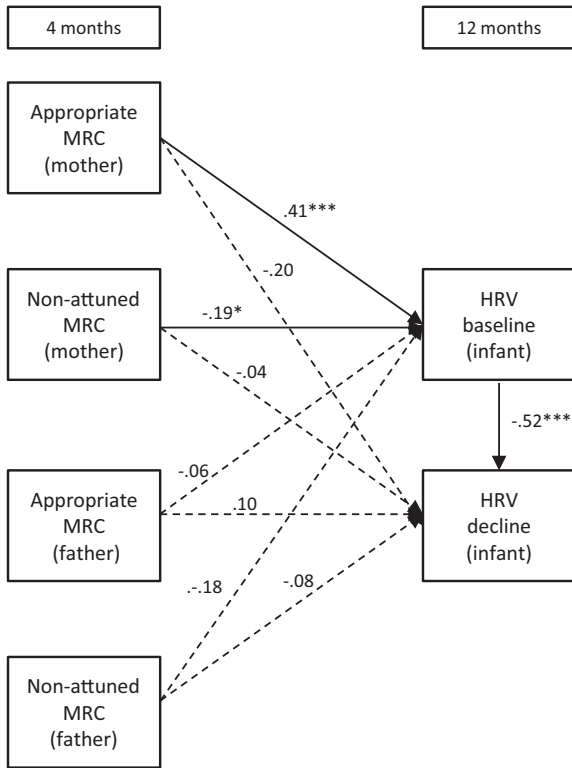 4 months
12 months
Appropriate
MRC
(mother)
.41***
-.20
Non-attuned
MRC
(mother)
-.19*
HRV
baseline
(infant)
-.04
-.52***
-.06
Appropriate
MRC
(father)
.10
HRV
decline
(infant)
.-.18
-.08
Non-attuned
MRC
(father)